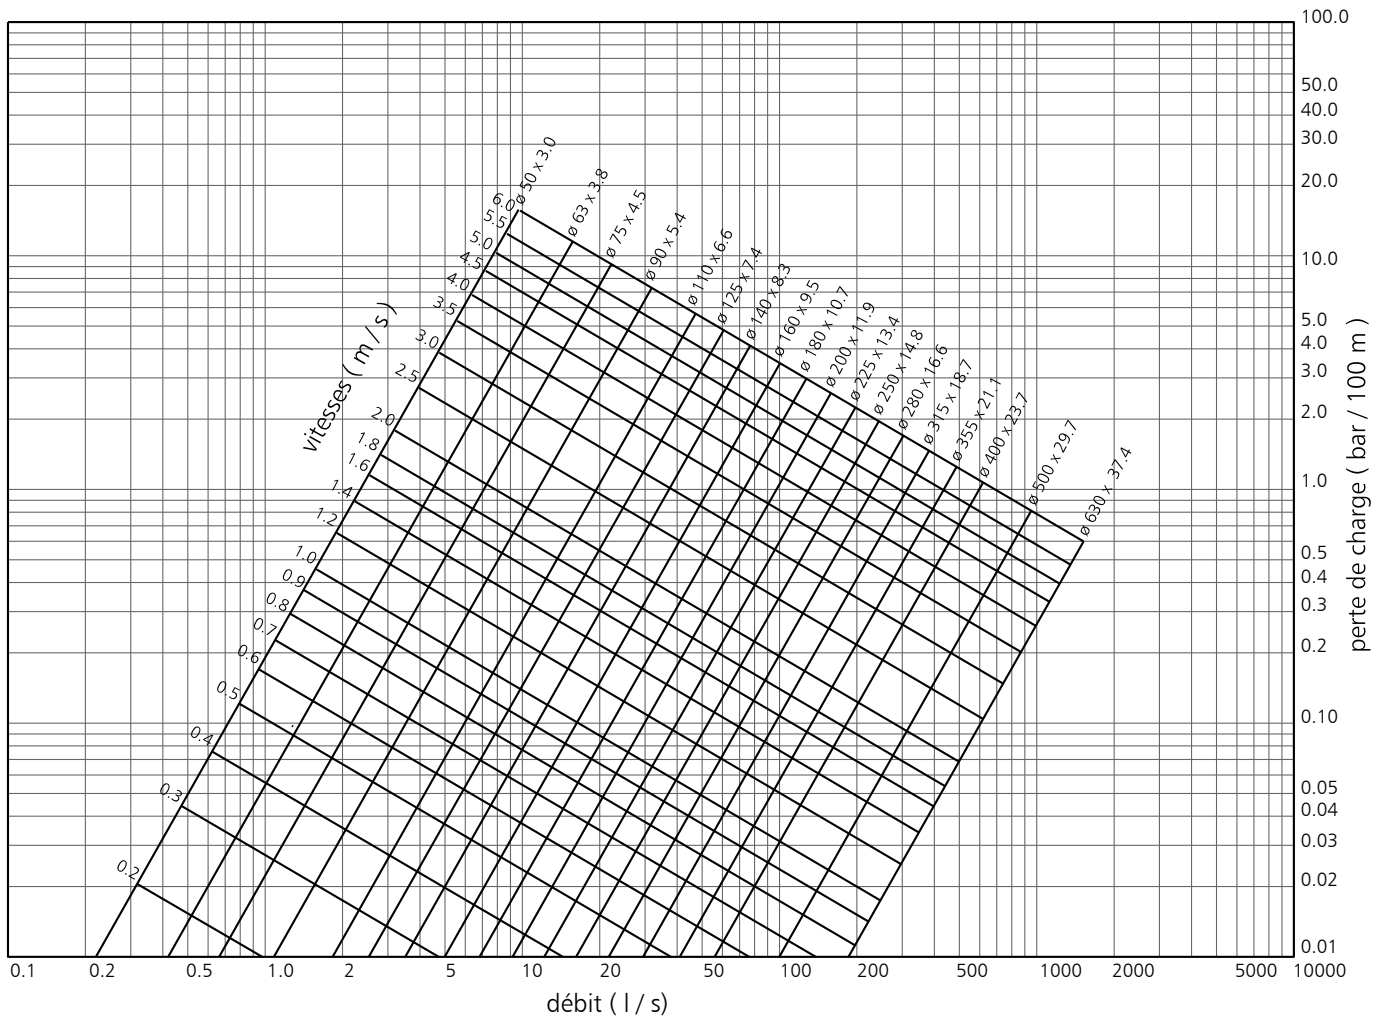 100.0
50.0
40.0
30.0
20.0
10.0
5.0
4.0
3.0
2.0
1.0
0.5
0.4
0.3
0.2
0.10
0.05
0.04
0.03
0.02
0.01
perte de charge ( bar / 100 m )
ø 50 x 3.0
ø 63 x 3.8
ø 75 x 4.5
ø 90 x 5.4
ø 110 x 6.6
ø 125 x 7.4
ø 140 x 8.3
ø 160 x 9.5
ø 180 x 10.7
ø 200 x 11.9
ø 225 x 13.4
ø 250 x 14.8
ø 280 x 16.6
ø 315 x 18.7
ø 355 x 21.1
ø 400 x 23.7
ø 500 x 29.7
ø 630 x 37.4
vitesses ( m / s )
6.0
5.5
5.0
4.5
4.0
3.5
3.0
2.5
2.0
1.8
1.6
1.4
1.2
1.0
0.9
0.8
0.7
0.6
0.5
0.4
0.3
0.2
0.1 0.2 0.5 1.0 2 5 10 20 50 100 200 500 1000 2000 5000 10000
débit ( l / s)